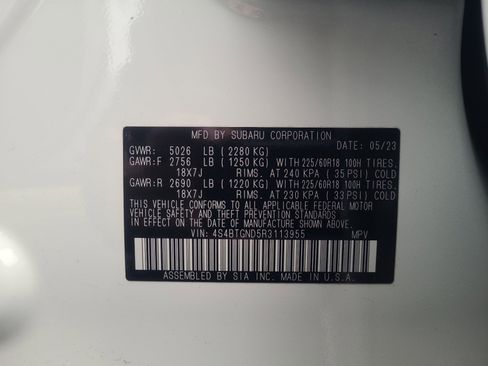 MFD BY SUBARU CORPORATION DATE: 05/23
GVWR: 5026 LB (2280 KG)
GAWR:F 2756 LB (1250 KG) WITH 225/60R18 100H TIRES.
18X7J RIMS. AT 240 KPA (35 PSI) COLD
GAWR:R 2690 LB (1220 KG) WITH 225/60R18 100H TIRES.
18X7J RIMS. AT 230 KPA (33 PSI) COLD
THIS VEHICLE CONFORMS TO ALL APPLICABLE FEDERAL MOTOR
VEHICLE SAFETY AND THEFT PREVENTION STANDARDS
IN EFFECT ON THE DATE OF MANUFACTURE SHOWN ABOVE.
VIN: 4S4BTGND5R3113955 MPV
ASSEMBLED BY SIA INC. MADE IN U.S.A.